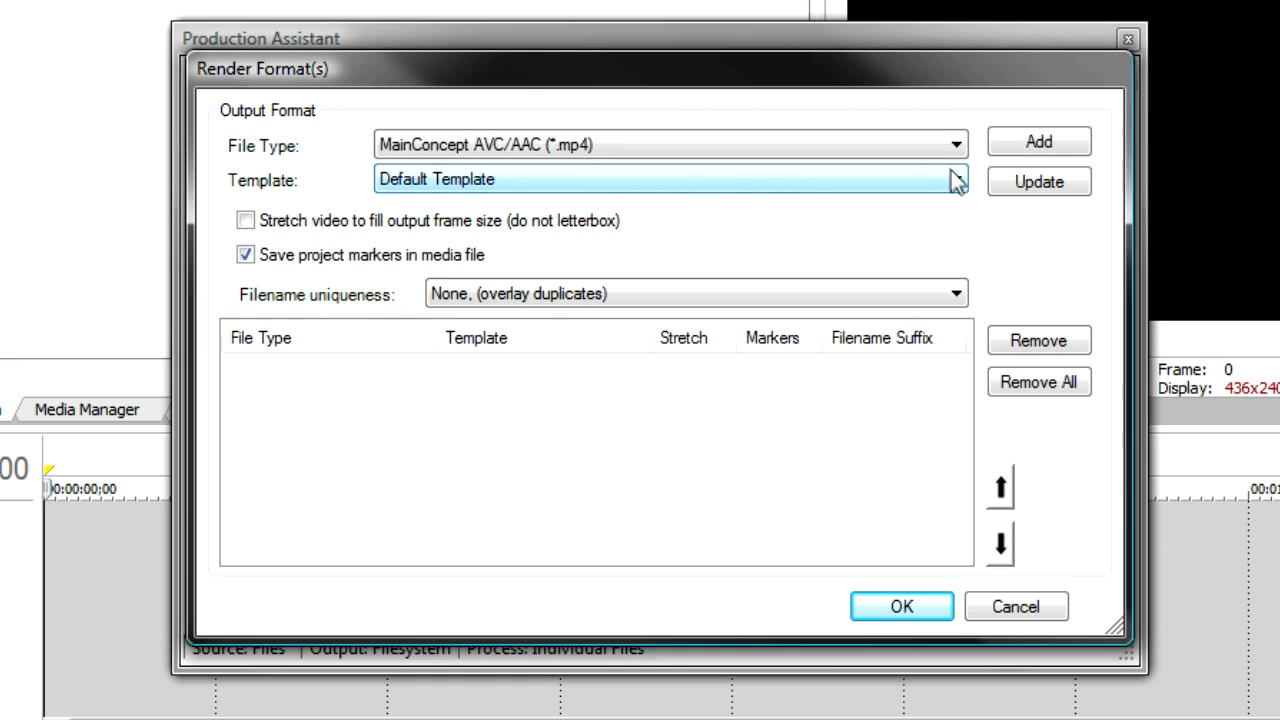 Production Assistant
Render Format(s)
Output Format
File Type: MainConcept AVC/AAC (*.mp4) Add
Template: Default Template Update
Stretch video to fill output frame size (do not letterbox)
Save project markers in media file
Filename uniqueness: None, (overlay duplicates)
File Type Template Stretch Markers Filename Suffix
Remove
Remove All
Frame: 0
Display: 436x240
Media Manager
00
0:00:00;00
00:01
OK Cancel
Source: Files Output: Filesystem Process: Individual Files